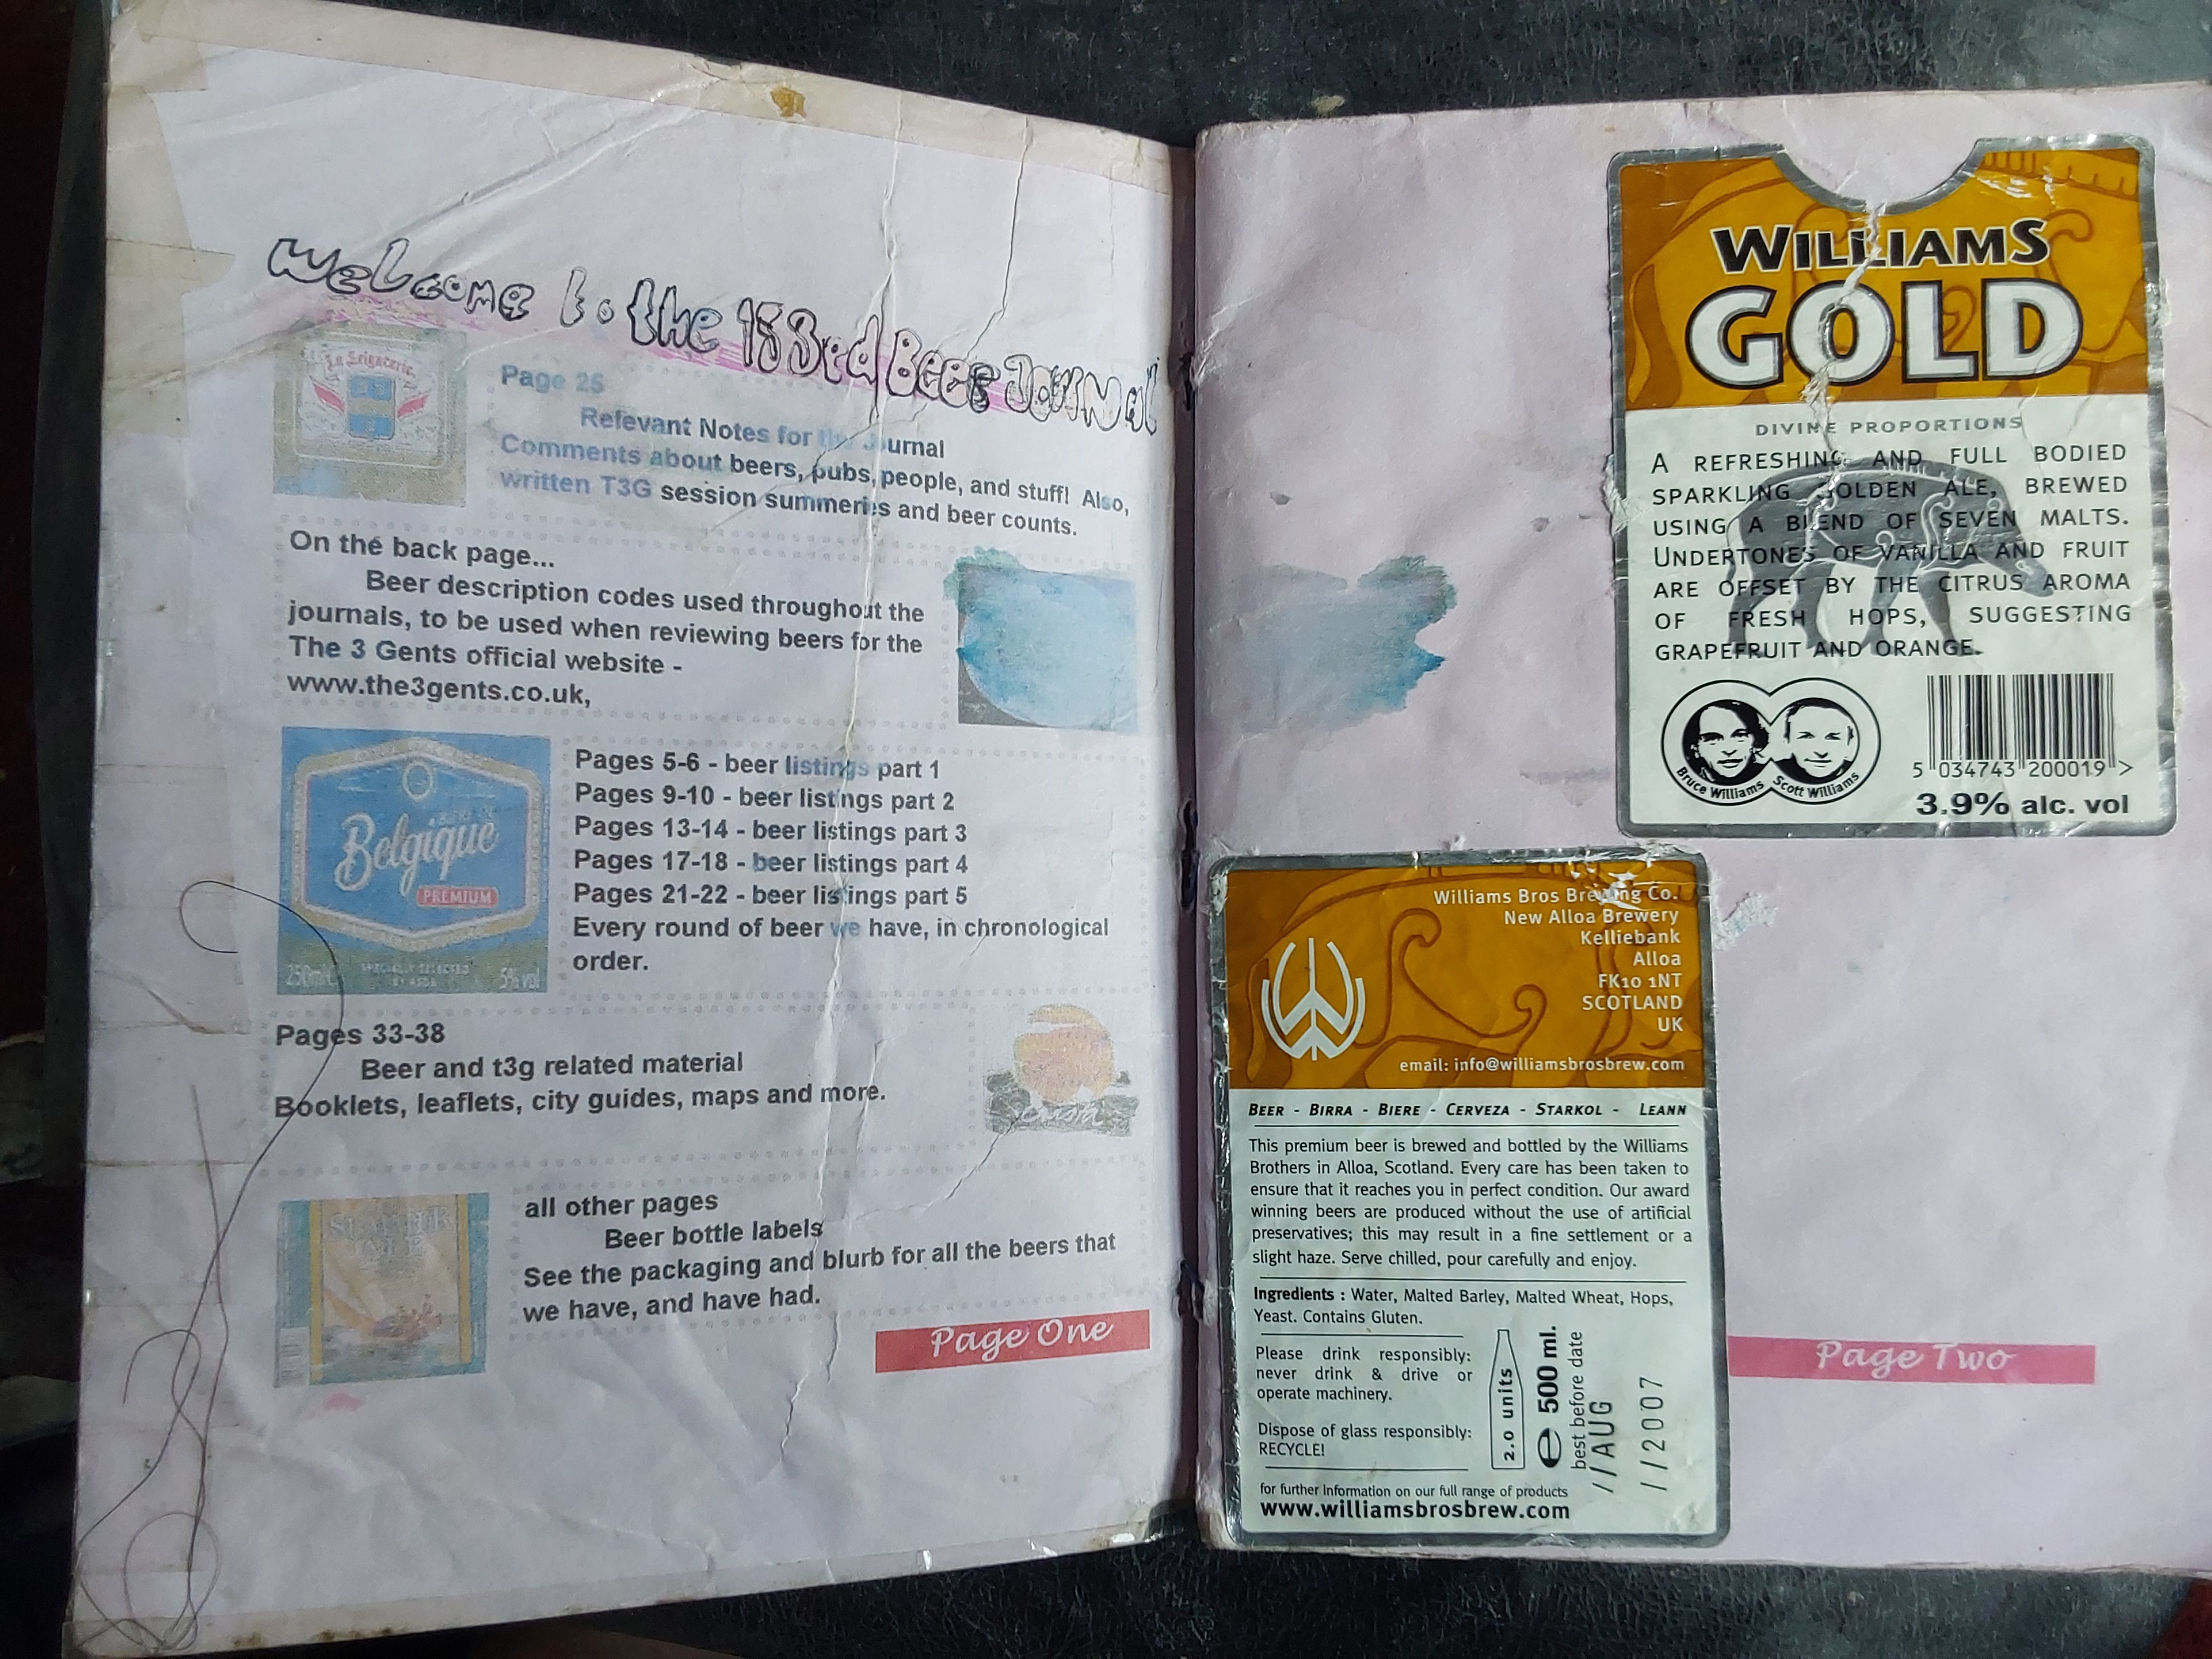 Welcome to the 153rd Beer Journal
La Seigneurie
Page 25
Relevant Notes for the Journal
Comments about beers, pubs, people, and stuff! Also,
written T3G session summeries and beer counts.
On the back page...
Beer description codes used throughout the
journals, to be used when reviewing beers for the
The 3 Gents official website -
www.the3gents.co.uk,
Belgique
PREMIUM
250ml
SPECIALLY SELECTED
BY ASDA
5% vol
Pages 5-6 - beer listings part 1
Pages 9-10 - beer listings part 2
Pages 13-14 - beer listings part 3
Pages 17-18 - beer listings part 4
Pages 21-22 - beer listings part 5
Every round of beer we have, in chronological
order.
Pages 33-38
Beer and t3g related material
Booklets, leaflets, city guides, maps and more.
all other pages
Beer bottle labels
See the packaging and blurb for all the beers that
we have, and have had.
Page One
WILLIAMS
GOLD
DIVINE PROPORTIONS
A REFRESHING AND FULL BODIED
SPARKLING GOLDEN ALE, BREWED
USING A BLEND OF SEVEN MALTS.
UNDERTONES OF VANILLA AND FRUIT
ARE OFFSET BY THE CITRUS AROMA
OF FRESH HOPS, SUGGESTING
GRAPEFRUIT AND ORANGE.
Bruce Williams
Scott Williams
5 034743 200019 >
3.9% alc. vol
Williams Bros Brewing Co.
New Alloa Brewery
Kelliebank
Alloa
FK10 1NT
SCOTLAND
UK
email: info@williamsbrosbrew.com
BEER - BIRRA - BIERE - CERVEZA - STARKOL - LEANN
This premium beer is brewed and bottled by the Williams
Brothers in Alloa, Scotland. Every care has been taken to
ensure that it reaches you in perfect condition. Our award
winning beers are produced without the use of artificial
preservatives; this may result in a fine settlement or a
slight haze. Serve chilled, pour carefully and enjoy.
Ingredients : Water, Malted Barley, Malted Wheat, Hops,
Yeast. Contains Gluten.
Please drink responsibly:
never drink & drive or
operate machinery.
Dispose of glass responsibly:
RECYCLE!
2.0 units
e 500 ml.
best before date
//AUG
//2007
for further Information on our full range of products
www.williamsbrosbrew.com
Page Two